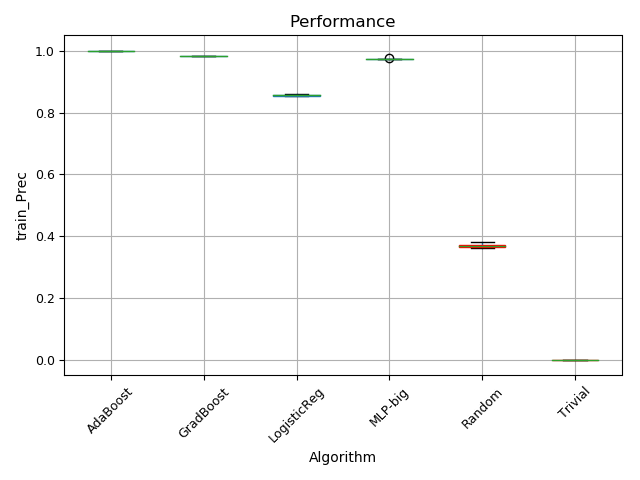 Performance
1.0
0.8
0.6
0.4
0.2
0.0
train_Prec
AdaBoost
GradBoost
LogisticReg
MLP-big
Random
Trivial
Algorithm